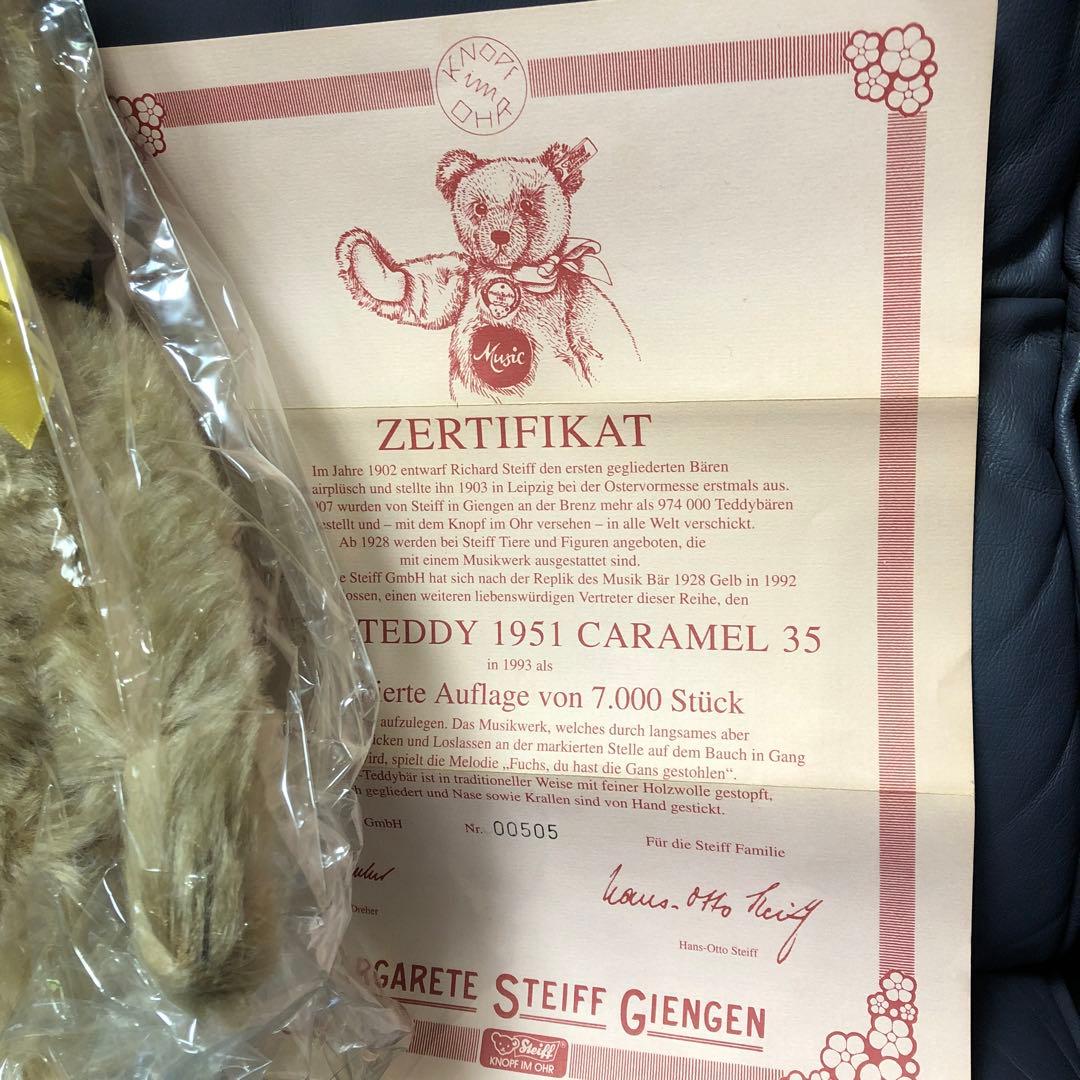 KNOPF
im
OHR
Music
ZERTIFIKAT
Im Jahre 1902 entwarf Richard Steiff den ersten gegliederten Bären
airplüsch und stellte ihn 1903 in Leipzig bei der Ostervormesse erstmals aus.
07 wurden von Steiff in Giengen an der Brenz mehr als 974 000 Teddybären
estellt und – mit dem Knopf im Ohr versehen – in alle Welt verschickt.
Ab 1928 werden bei Steiff Tiere und Figuren angeboten, die
mit einem Musikwerk ausgestattet sind.
e Steiff GmbH hat sich nach der Replik des Musik Bär 1928 Gelb in 1992
ossen, einen weiteren liebenswürdigen Vertreter dieser Reihe, den
TEDDY 1951 CARAMEL 35
in 1993 als
ierte Auflage von 7.000 Stück
aufzulegen. Das Musikwerk, welches durch langsames aber
ücken und Loslassen an der markierten Stelle auf dem Bauch in Gang
ird, spielt die Melodie „Fuchs, du hast die Gans gestohlen“.
-Teddybär ist in traditioneller Weise mit feiner Holzwolle gestopft,
h gegliedert und Nase sowie Krallen sind von Hand gestickt.
GmbH Nr. 00505 Für die Steiff Familie
Hans-Otto Steiff
Dreher Hans-Otto Steiff
RGARETE STEIFF GIENGEN
Steiff®
KNOPF IM OHR